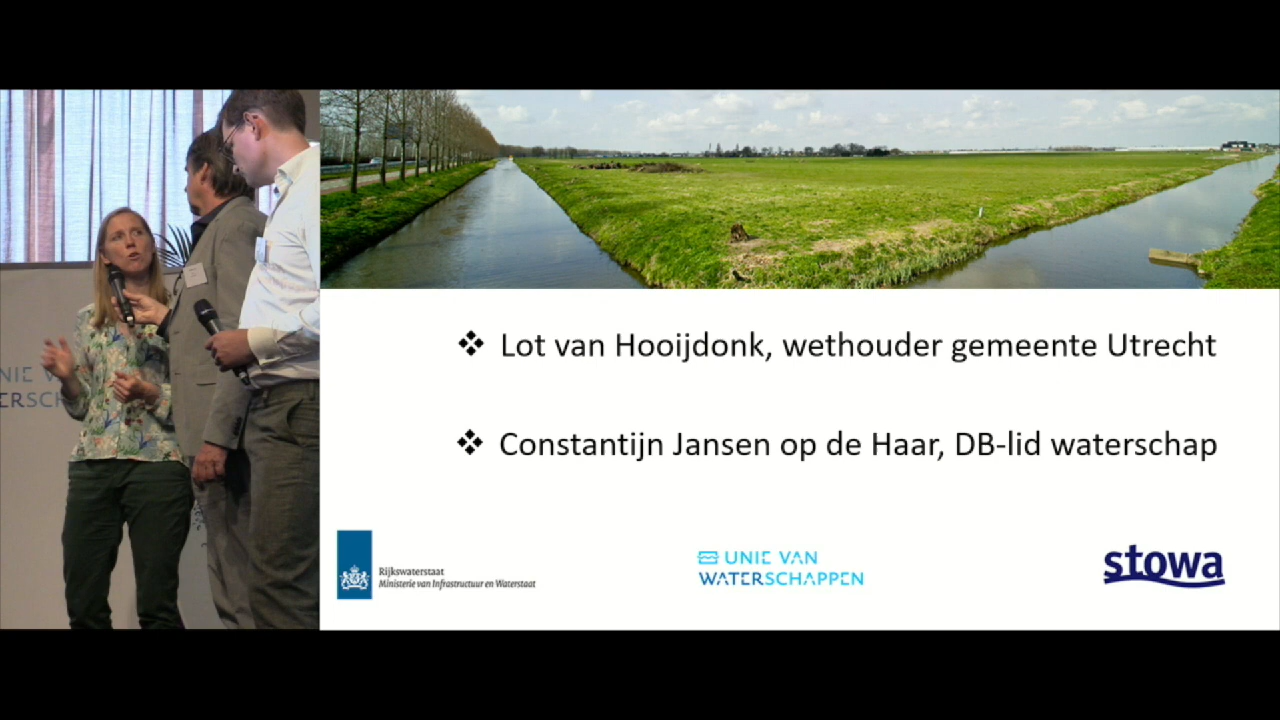 ❖ Lot van Hooijdonk, wethouder gemeente Utrecht
❖ Constantijn Jansen op de Haar, DB-lid waterschap
Rijkswaterstaat
Ministerie van Infrastructuur en Waterstaat
UNIE VAN
WATERSCHAPPEN
stowa